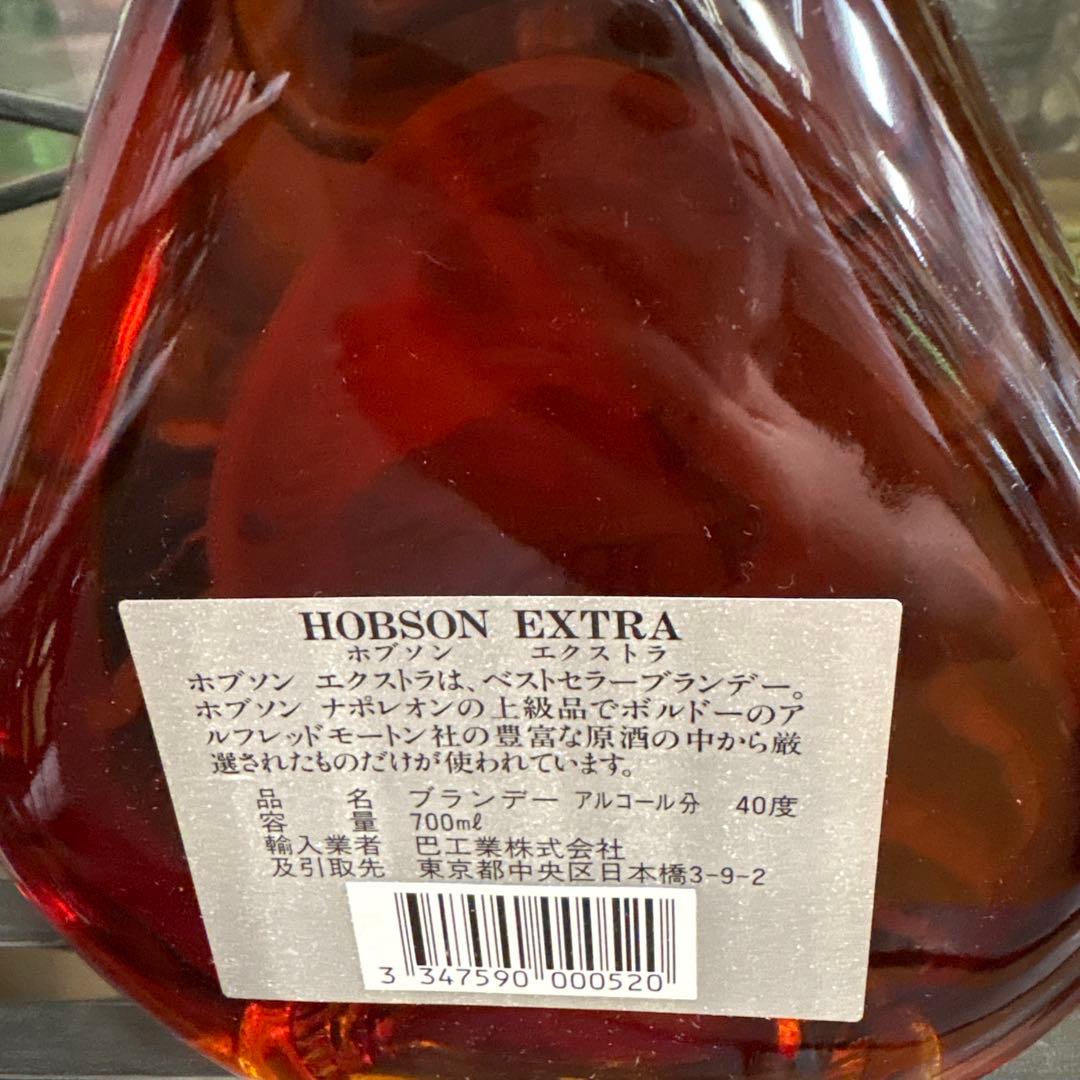 HOBSON EXTRA
ホブソン エクストラ
ホブソン エクストラは、ベストセラーブランデー。
ホブソン ナポレオンの上級品でボルドーのア
ルフレッドモートン社の豊富な原酒の中から厳
選されたものだけが使われています。
品名 ブランデー アルコール分 40度
容量 700mℓ
輸入業者 巴工業株式会社
及引取先 東京都中央区日本橋3-9-2
3 347590 000520